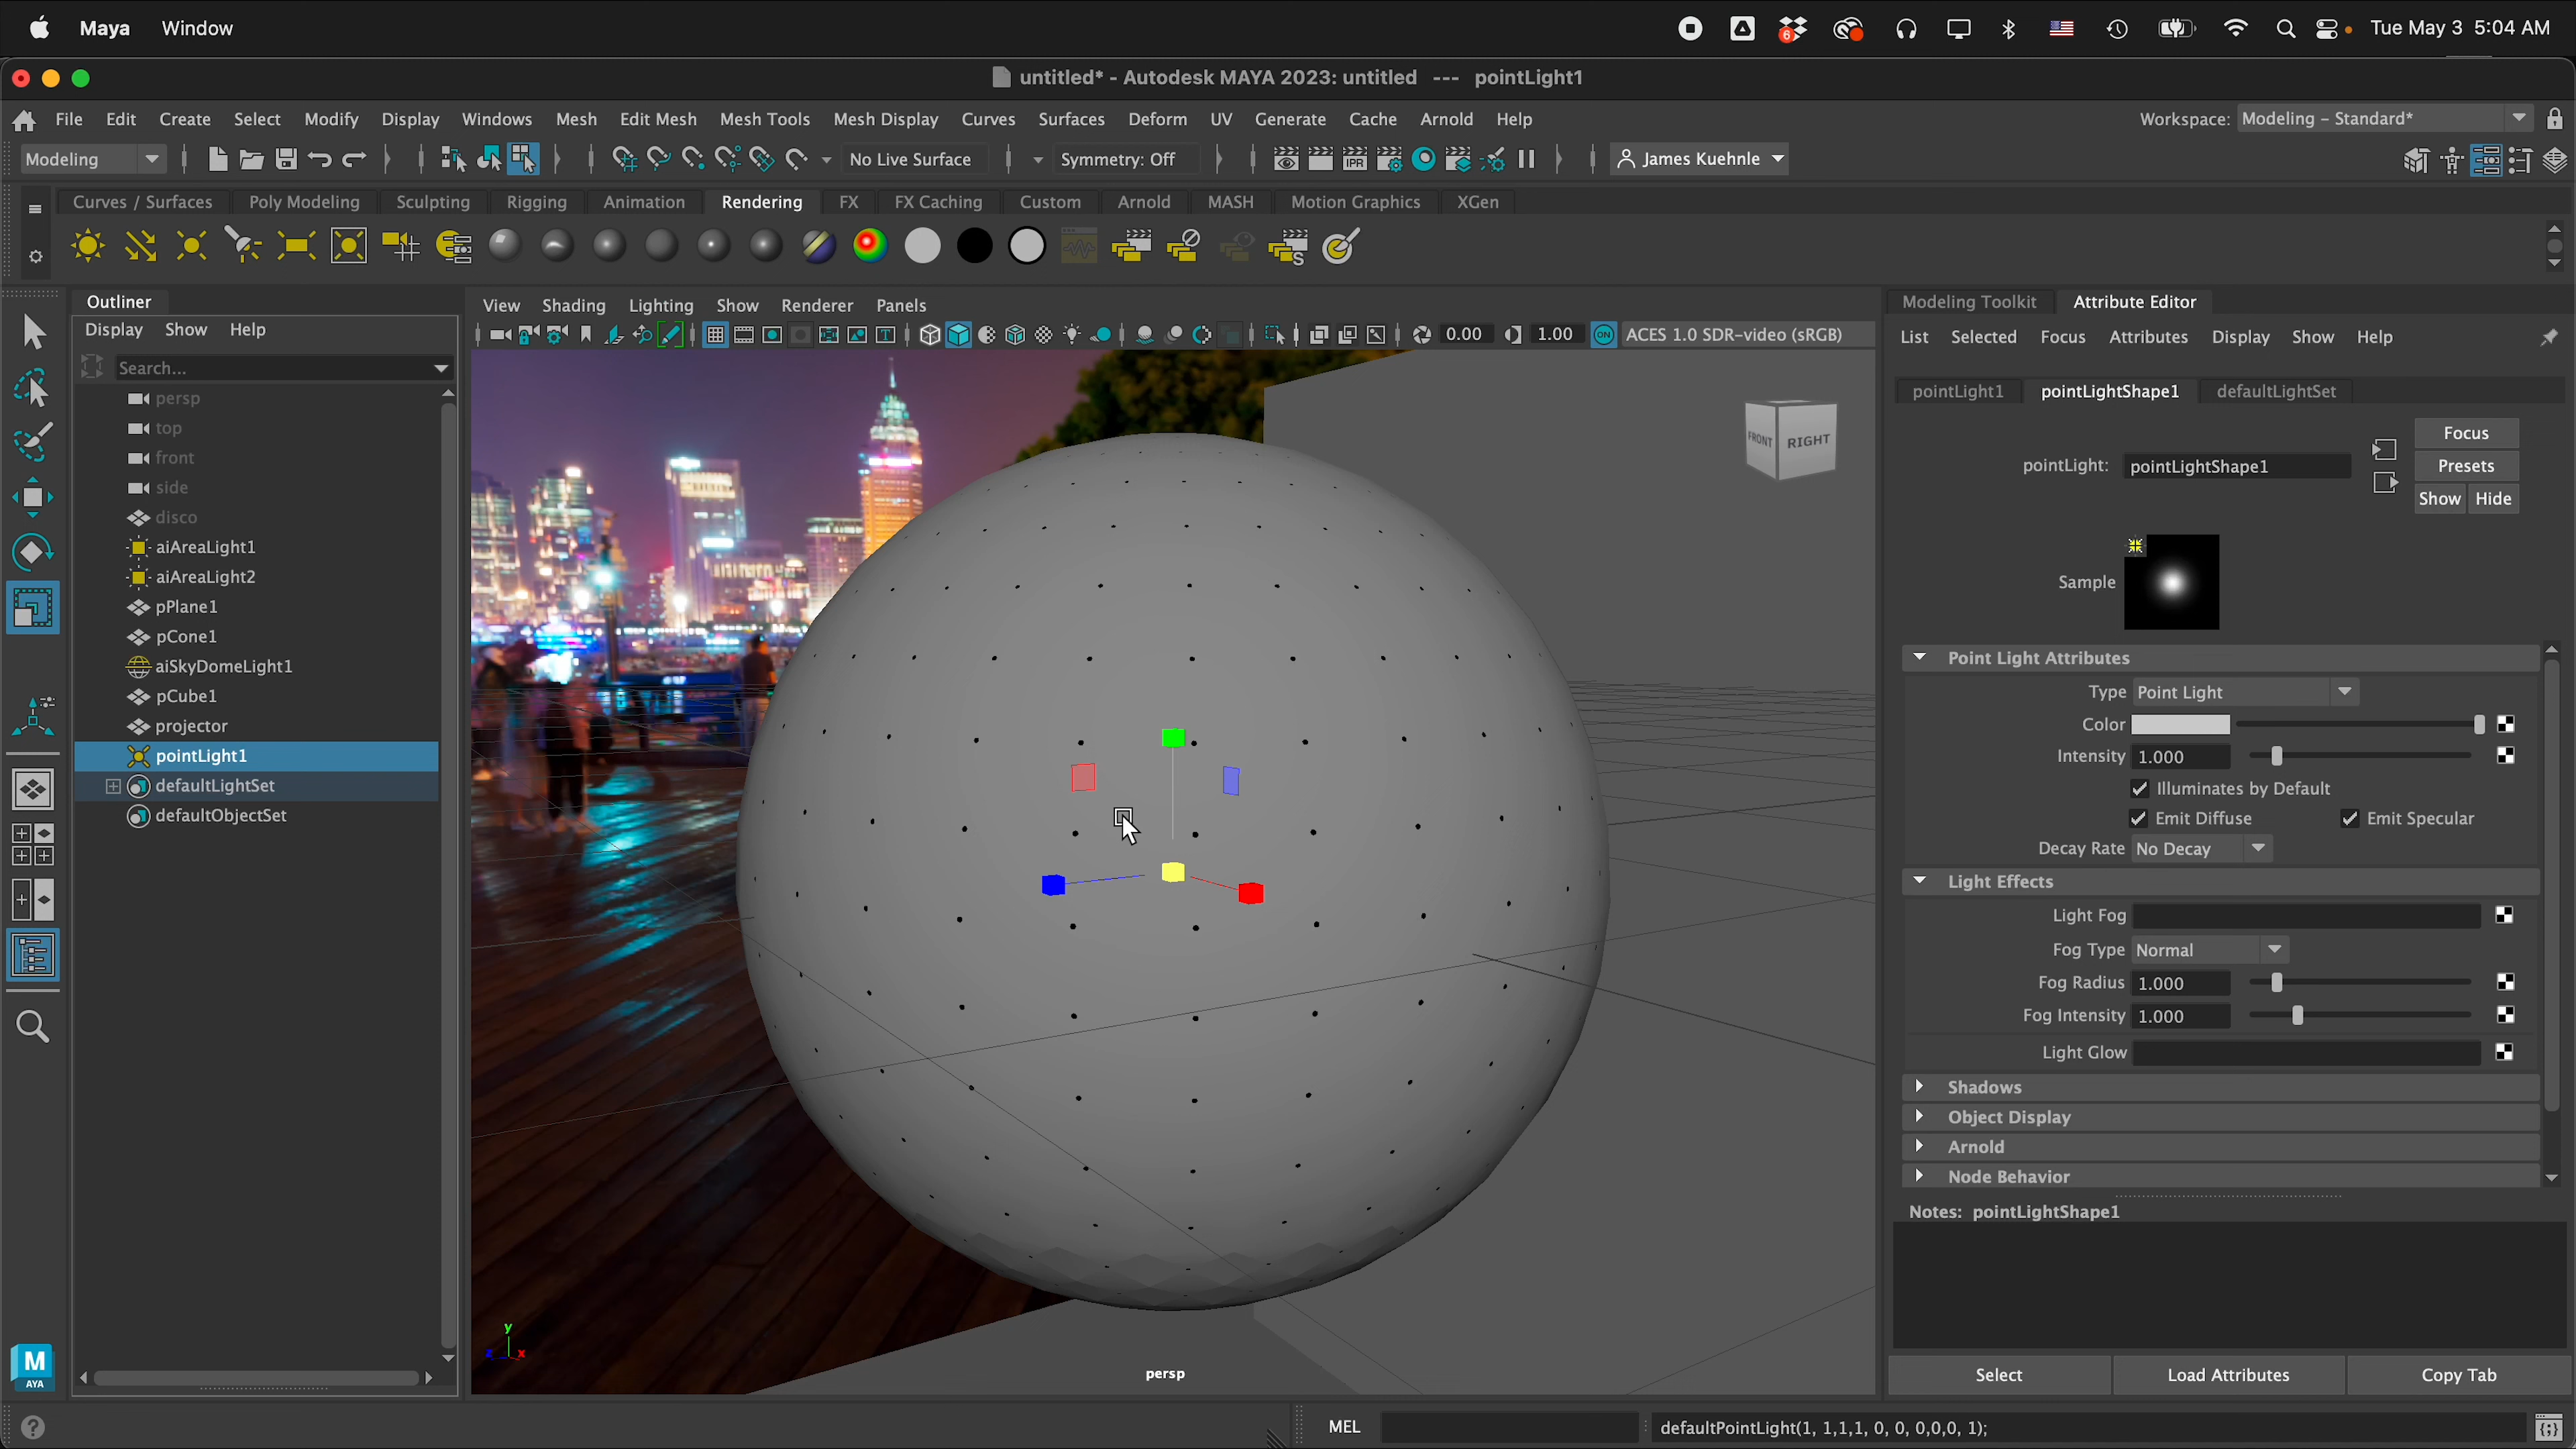 Maya Window Tue May 3 5:04 AM
6
untitled* - Autodesk MAYA 2023: untitled --- pointLight1
File Edit Create Select Modify Display Windows Mesh Edit Mesh Mesh Tools Mesh Display Curves Surfaces Deform UV Generate Cache Arnold Help Workspace: Modeling - Standard*
Modeling No Live Surface Symmetry: Off IPR James Kuehnle
Curves / Surfaces Poly Modeling Sculpting Rigging Animation Rendering FX FX Caching Custom Arnold MASH Motion Graphics XGen
S
Outliner
Display Show Help
Search...
persp
top
front
side
disco
aiAreaLight1
aiAreaLight2
pPlane1
pCone1
aiSkyDomeLight1
pCube1
projector
pointLight1
defaultLightSet
defaultObjectSet
View Shading Lighting Show Renderer Panels
0.00 1.00 ON ACES 1.0 SDR-video (sRGB)
FRONT RIGHT
y
z x
persp
Modeling Toolkit Attribute Editor
List Selected Focus Attributes Display Show Help
pointLight1 pointLightShape1 defaultLightSet
pointLight: pointLightShape1
Focus
Presets
Show Hide
Sample
Point Light Attributes
Type Point Light
Color
Intensity 1.000
Illuminates by Default
Emit Diffuse Emit Specular
Decay Rate No Decay
Light Effects
Light Fog
Fog Type Normal
Fog Radius 1.000
Fog Intensity 1.000
Light Glow
Shadows
Object Display
Arnold
Node Behavior
Notes: pointLightShape1
Select Load Attributes Copy Tab
M
AYA
MEL defaultPointLight(1, 1,1,1, 0, 0, 0,0,0, 1);